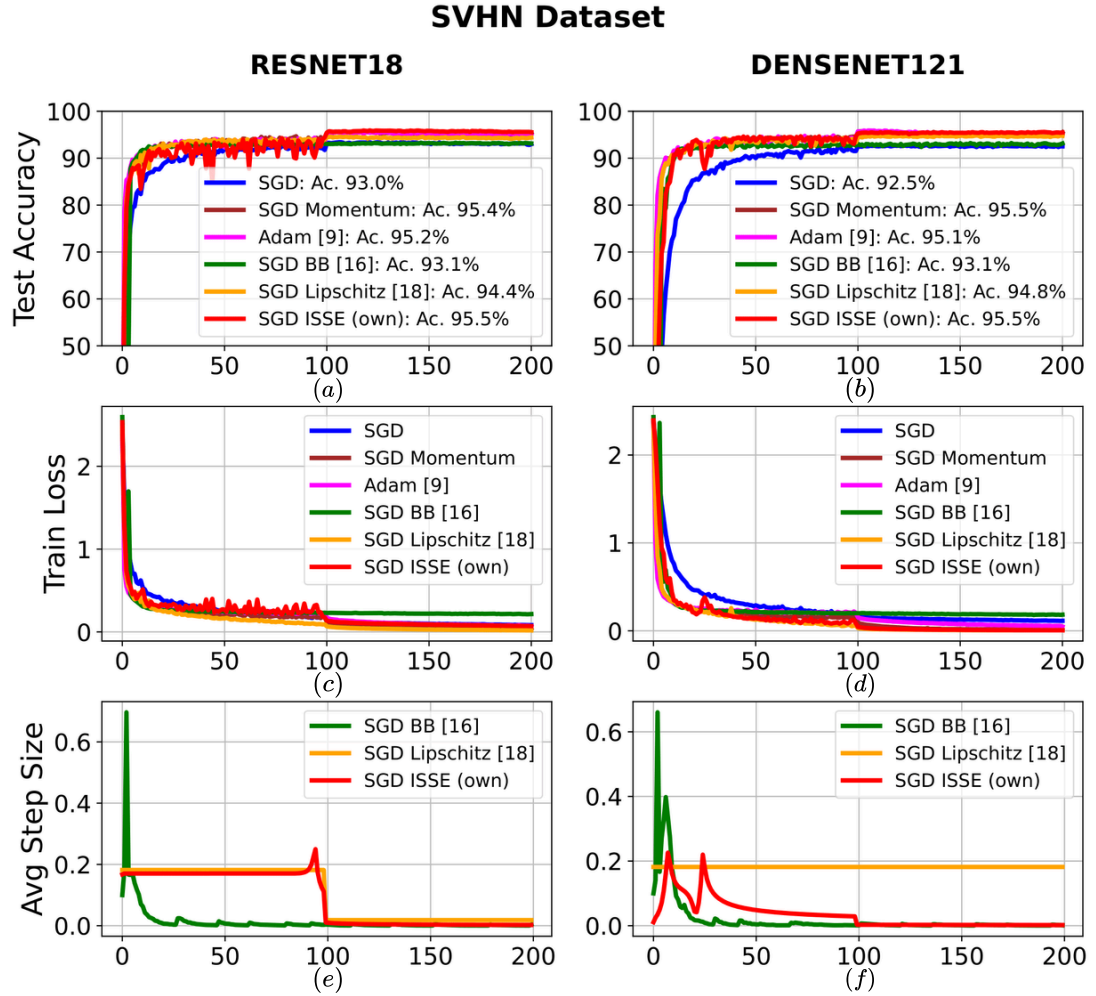 SVHN Dataset
RESNET18
DENSENET121
Test Accuracy
100
90
80
70
60
50
SGD: Ac. 93.0%
SGD Momentum: Ac. 95.4%
Adam [9]: Ac. 95.2%
SGD BB [16]: Ac. 93.1%
SGD Lipschitz [18]: Ac. 94.4%
SGD ISSE (own): Ac. 95.5%
0 50 100 150 200
(a)
100
90
80
70
60
50
SGD: Ac. 92.5%
SGD Momentum: Ac. 95.5%
Adam [9]: Ac. 95.1%
SGD BB [16]: Ac. 93.1%
SGD Lipschitz [18]: Ac. 94.8%
SGD ISSE (own): Ac. 95.5%
0 50 100 150 200
(b)
Train Loss
2
1
0
SGD
SGD Momentum
Adam [9]
SGD BB [16]
SGD Lipschitz [18]
SGD ISSE (own)
0 50 100 150 200
(c)
2
1
0
SGD
SGD Momentum
Adam [9]
SGD BB [16]
SGD Lipschitz [18]
SGD ISSE (own)
0 50 100 150 200
(d)
Avg Step Size
0.6
0.4
0.2
0.0
SGD BB [16]
SGD Lipschitz [18]
SGD ISSE (own)
0 50 100 150 200
(e)
0.6
0.4
0.2
0.0
SGD BB [16]
SGD Lipschitz [18]
SGD ISSE (own)
0 50 100 150 200
(f)